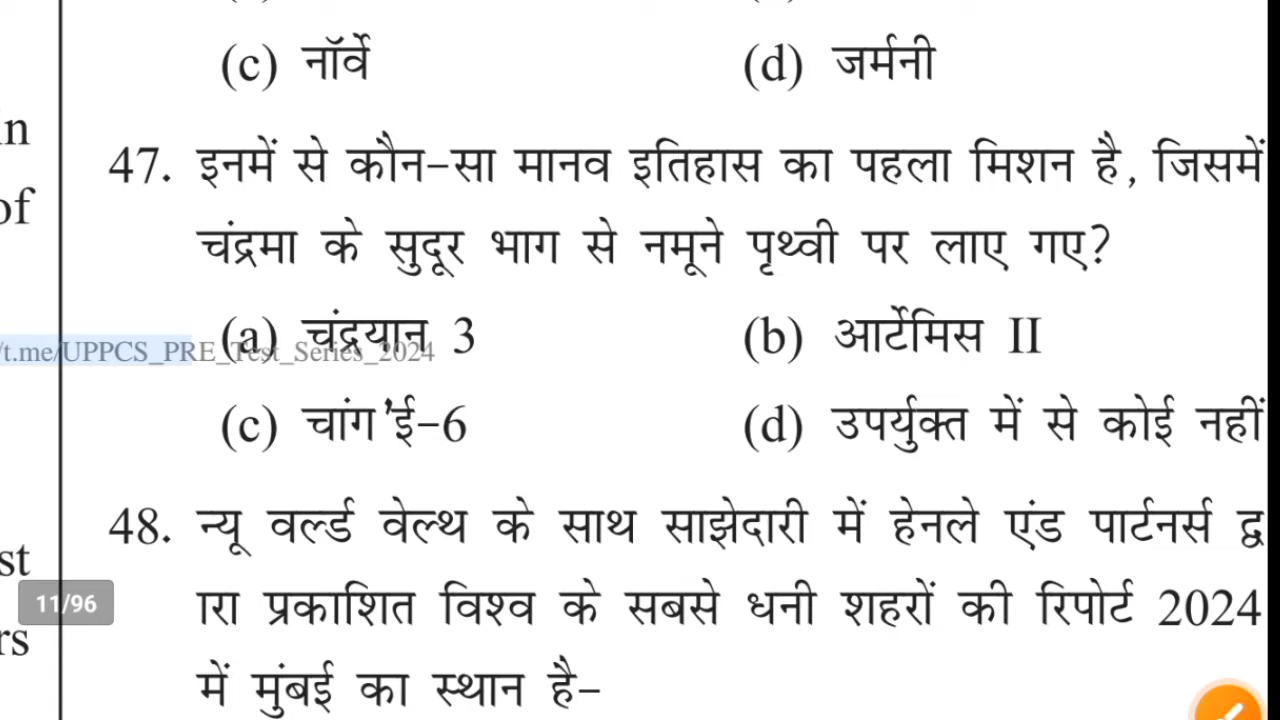 (c) नॉर्वे (d) जर्मनी
in
47. इनमें से कौन-सा मानव इतिहास का पहला मिशन है, जिसमें
of
चंद्रमा के सुदूर भाग से नमूने पृथ्वी पर लाए गए?
(a) चंद्रयान 3 (b) आर्टेमिस II
/t.me/UPPCS_PRE_Test_Series_2024
(c) चांग'ई-6 (d) उपर्युक्त में से कोई नहीं
48. न्यू वर्ल्ड वेल्थ के साथ साझेदारी में हेनले एंड पार्टनर्स द्व
st
11/96
ारा प्रकाशित विश्व के सबसे धनी शहरों की रिपोर्ट 2024
rs
में मुंबई का स्थान है-